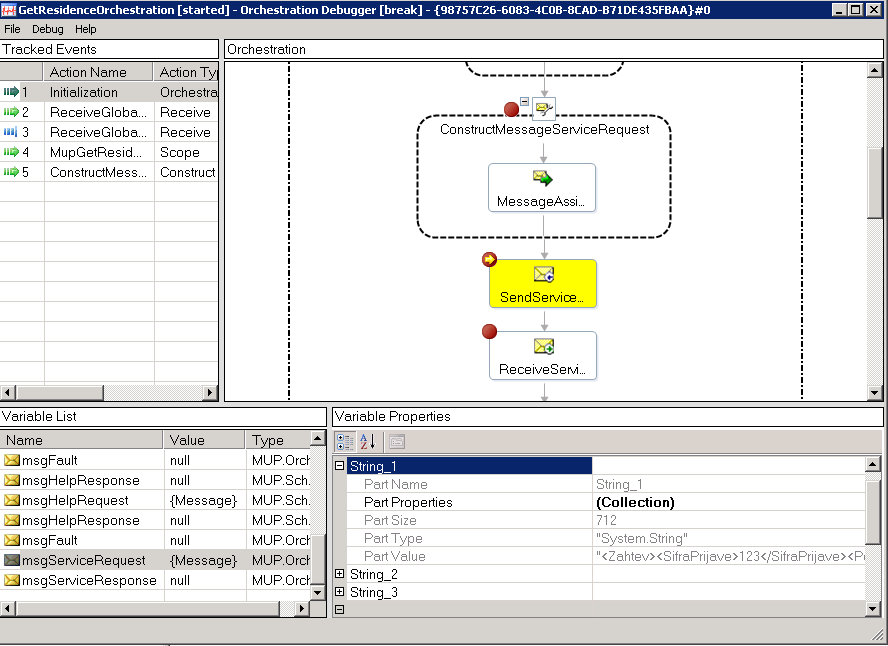 GetResidenceOrchestration [started] - Orchestration Debugger [break] - {98757C26-6083-4C0B-8CAD-B71DE435FBAA}#0
File Debug Help
Tracked Events
Action Name Action Typ
1 Initialization Orchestra
2 ReceiveGloba... Receive
3 ReceiveGloba... Receive
4 MupGetResid... Scope
5 ConstructMess... Construct
Orchestration
ConstructMessageServiceRequest
MessageAssi...
SendService...
ReceiveServi...
Variable List
Name Value Type
msgFault null MUP.Orch
msgHelpResponse null MUP.Sch.
msgHelpRequest {Message} MUP.Sch.
msgHelpResponse null MUP.Sch.
msgFault null MUP.Orch
msgServiceRequest {Message} MUP.Orch
msgServiceResponse null MUP.Orch
Variable Properties
String_1
Part Name String_1
Part Properties (Collection)
Part Size 712
Part Type "System.String"
Part Value "<Zahtev><SifraPrijave>123</SifraPrijave><Po
String_2
String_3